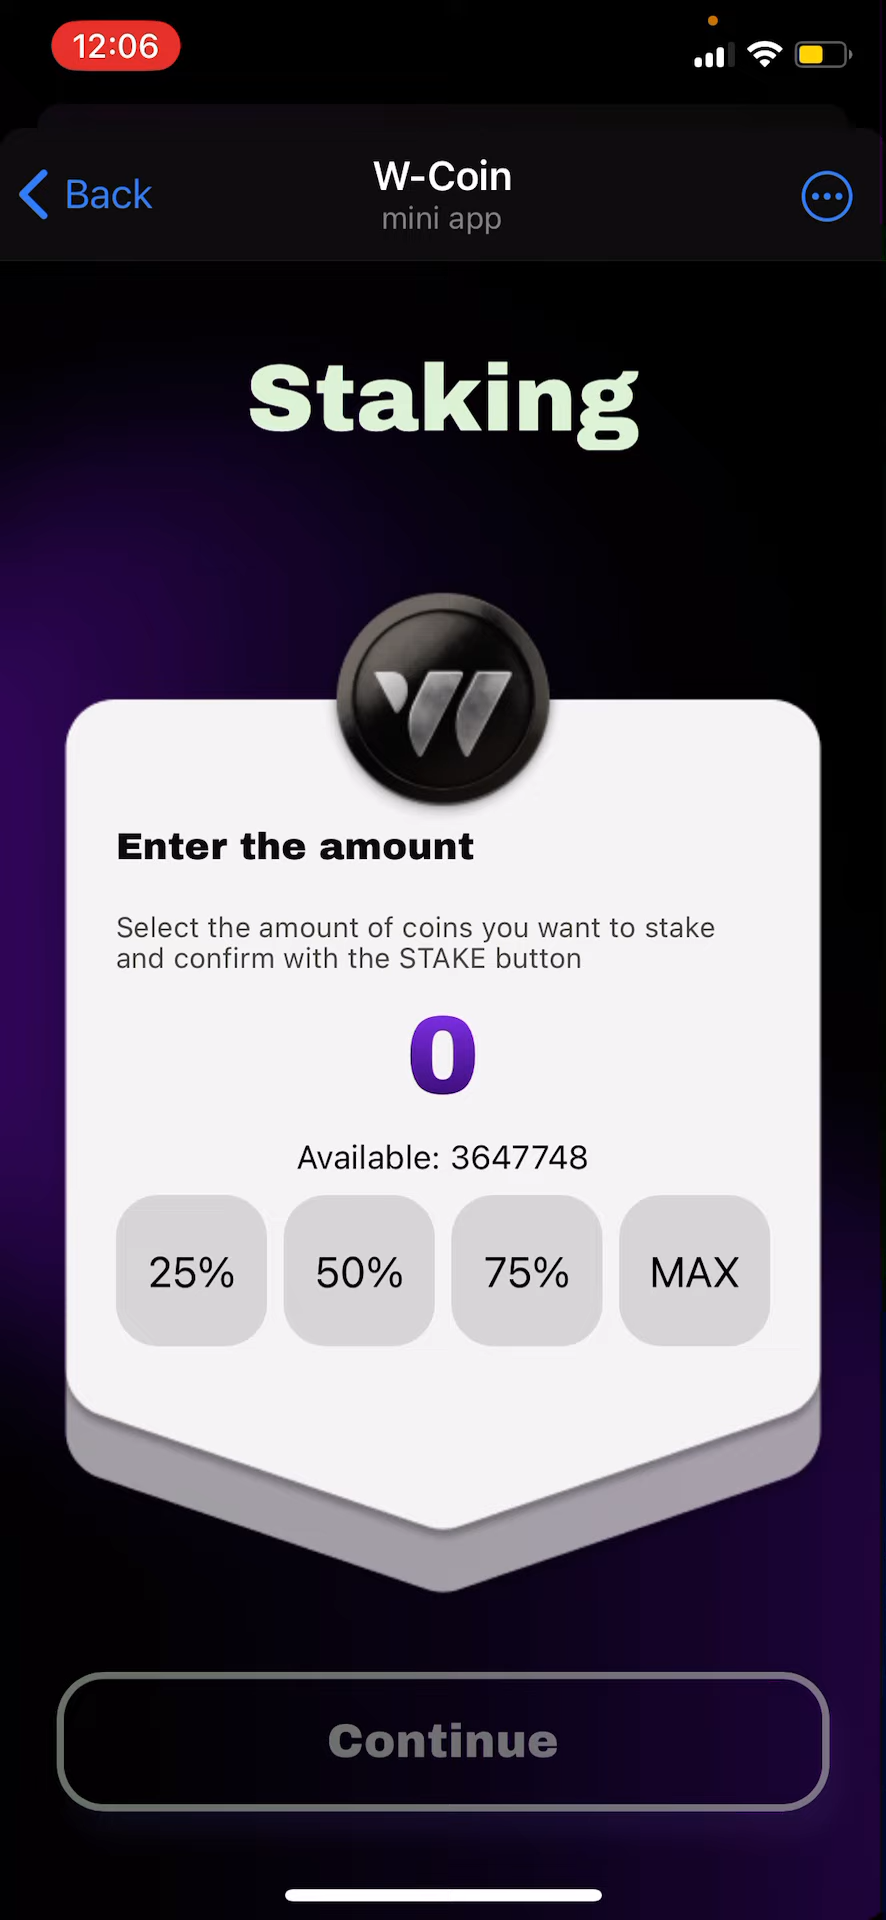 12:06
Back
W-Coin
mini app
Staking
W
Enter the amount
Select the amount of coins you want to stake
and confirm with the STAKE button
0
Available: 3647748
25% 50% 75% MAX
Continue